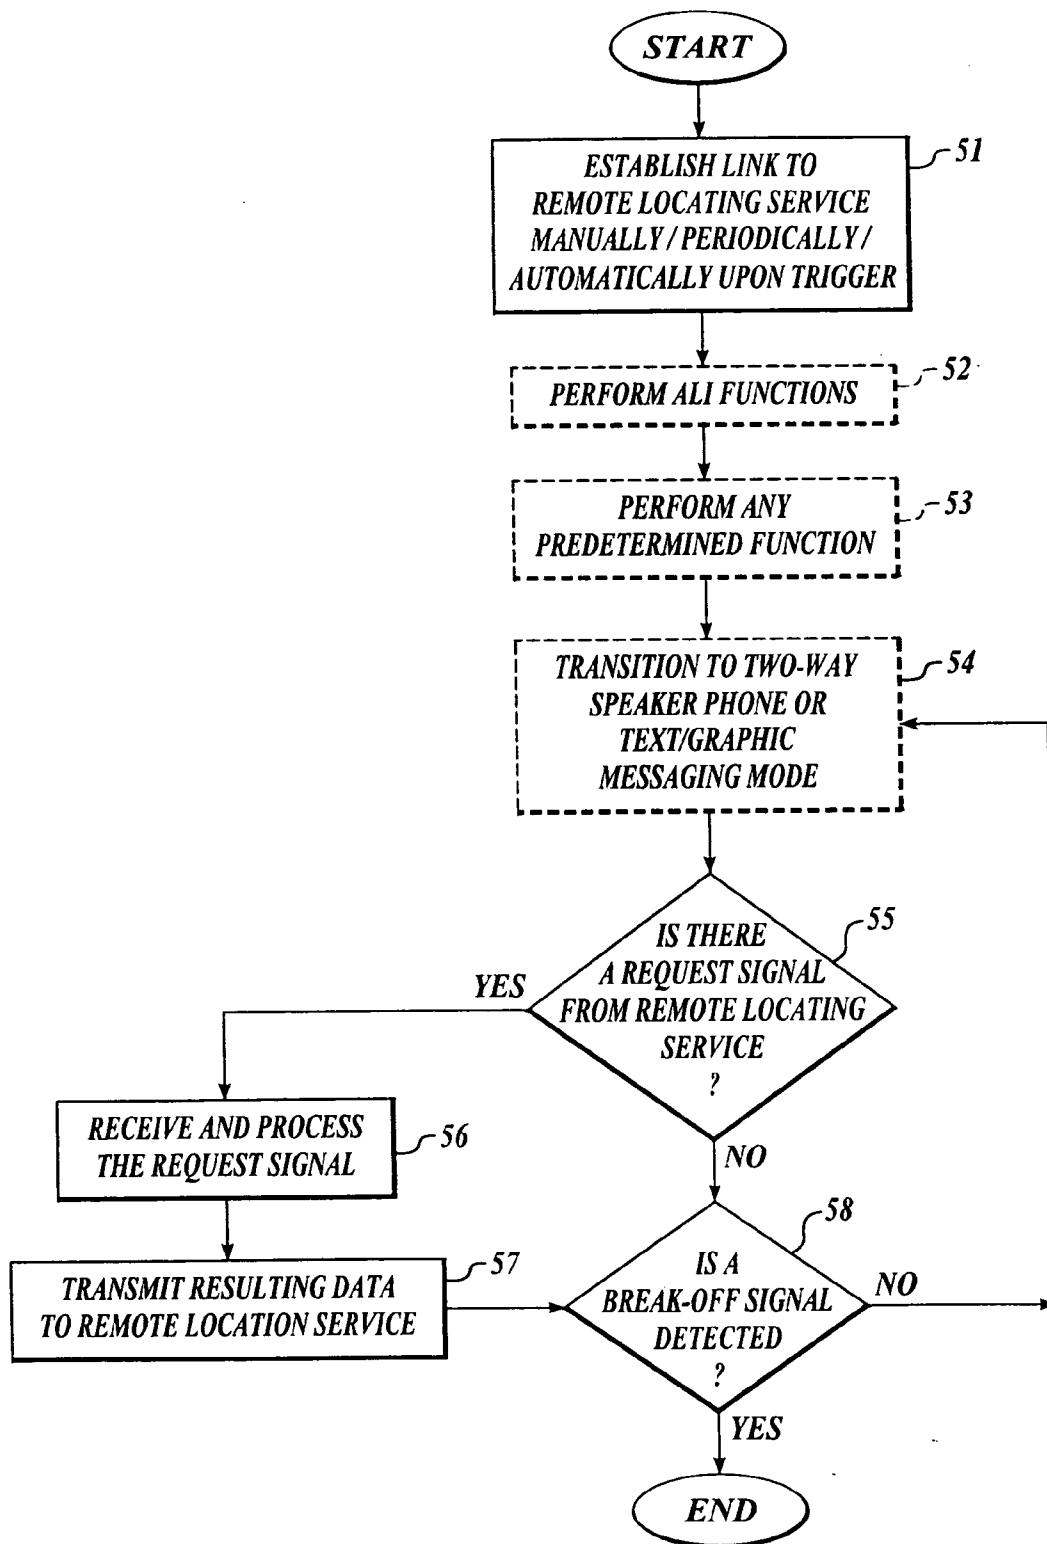 START
ESTABLISH LINK TO
REMOTE LOCATING SERVICE
MANUALLY / PERIODICALLY /
AUTOMATICALLY UPON TRIGGER
51
PERFORM ALI FUNCTIONS
52
PERFORM ANY
PREDETERMINED FUNCTION
53
TRANSITION TO TWO-WAY
SPEAKER PHONE OR
TEXT/GRAPHIC
MESSAGING MODE
54
IS THERE
A REQUEST SIGNAL
FROM REMOTE LOCATING
SERVICE
?
55
YES
NO
RECEIVE AND PROCESS
THE REQUEST SIGNAL
56
TRANSMIT RESULTING DATA
TO REMOTE LOCATION SERVICE
57
IS A
BREAK-OFF SIGNAL
DETECTED
?
58
NO
YES
END